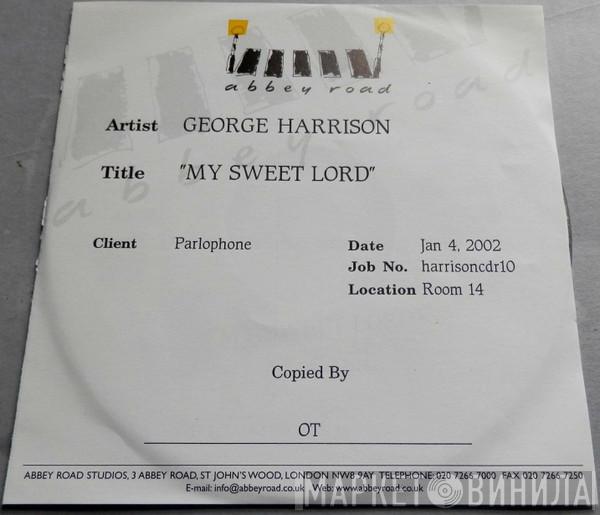 abbey road
Artist GEORGE HARRISON
Title "MY SWEET LORD"
Client Parlophone
Date Jan 4, 2002
Job No. harrisoncdr10
Location Room 14
Copied By
OT
ABBEY ROAD STUDIOS, 3 ABBEY ROAD, ST JOHN'S WOOD, LONDON NW8 9AY TELEPHONE 020 7266 7000 FAX 020 7266 7250
E-mail: info@abbeyroad.co.uk Web: www.abbeyroad.co.uk
МАРКЕТ ВИНИЛА
abbey road